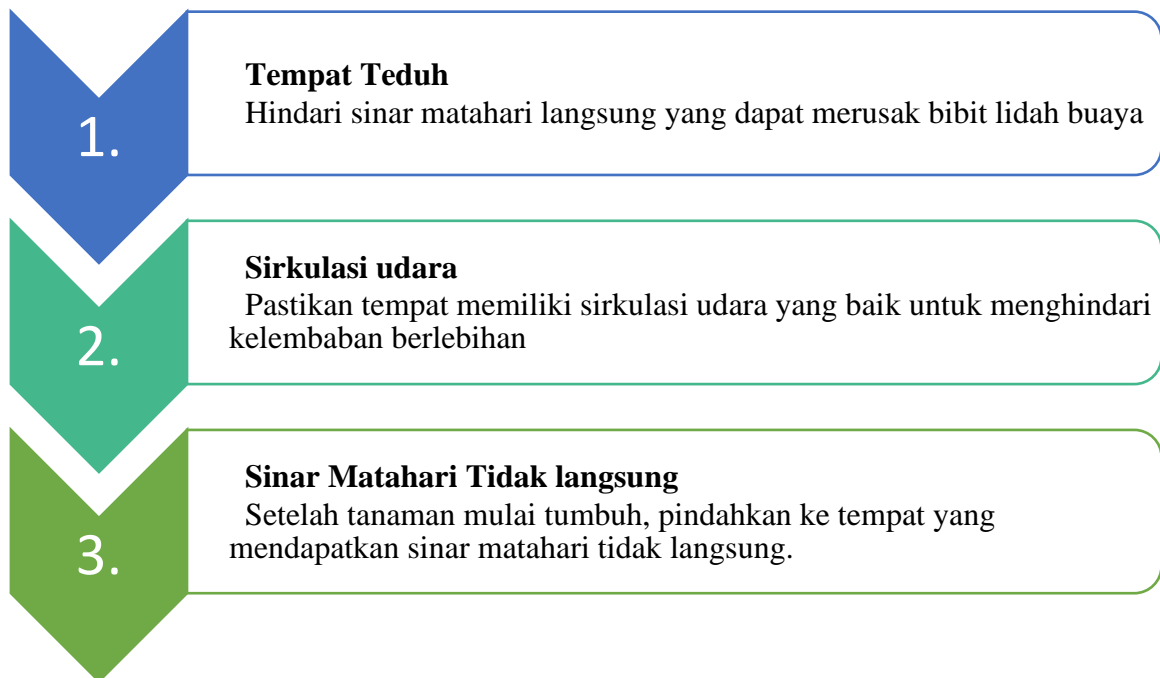 1.
Tempat Teduh
Hindari sinar matahari langsung yang dapat merusak bibit lidah buaya
2.
Sirkulasi udara
Pastikan tempat memiliki sirkulasi udara yang baik untuk menghindari
kelembaban berlebihan
3.
Sinar Matahari Tidak langsung
Setelah tanaman mulai tumbuh, pindahkan ke tempat yang
mendapatkan sinar matahari tidak langsung.